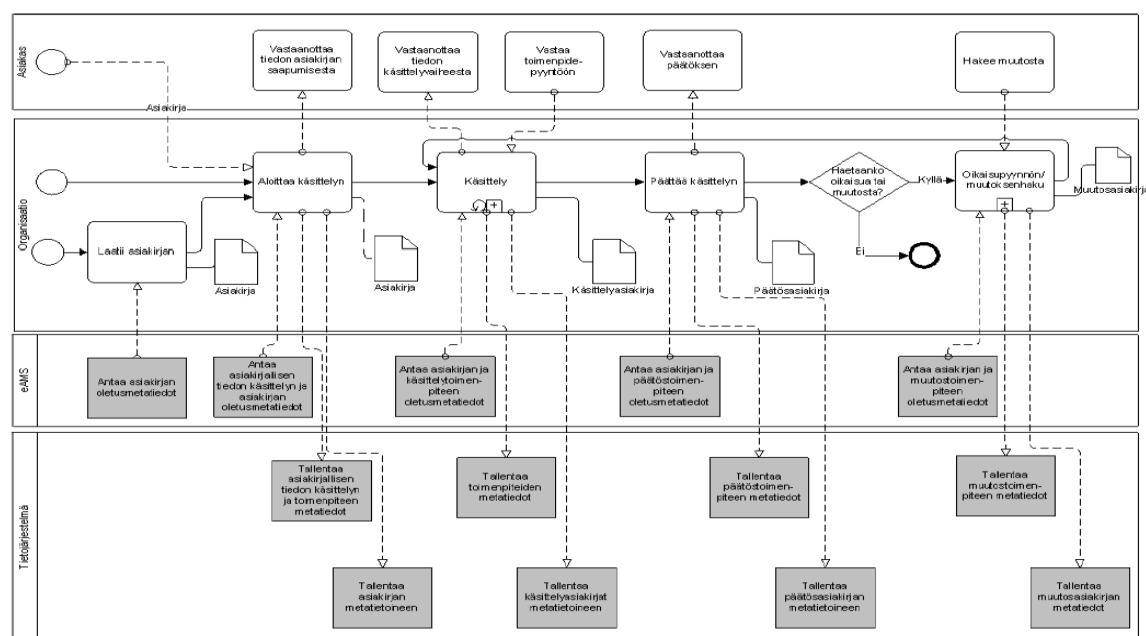 Asiakas
Vastaanottaa
tiedon asiakirjan
saapumisesta
Vastaanottaa
tiedon
käsittelyvaiheesta
Vastaa
toimenpide-
pyyntöön
Vastaanottaa
päätöksen
Hakee muutosta
Asiakirja
Organisaatio
Aloittaa käsittelyn
Käsittely
Päättää käsittelyn
Haetaanko
oikaisua tai
muutosta?
Kyllä
Oikaisupyynnön/
muutoksenhaku
Muutosasiakirja
Laatii asiakirjan
Asiakirja
Asiakirja
Käsittelyasiakirja
Päätösasiakirja
Ei
eAMS
Antaa asiakirjan
oletusmetatiedot
Antaa
asiakirjallisen
tiedon käsittelyn ja
asiakirjan
oletusmetatiedot
Antaa asiakirjan ja
käsittelytoimen-
piteen
oletusmetatiedot
Antaa asiakirjan ja
päätöstoimen-
piteen
oletusmetatiedot
Antaa asiakirjan ja
muutostoimen-
piteen
oletusmetatiedot
Tietojärjestelmä
Tallentaa
asiakirjallisen
tiedon käsittelyn
ja toimenpiteen
metatiedot
Tallentaa
toimenpiteiden
metatiedot
Tallentaa
päätöstoimen-
piteen metatiedot
Tallentaa
muutostoimen-
piteen metatiedot
Tallentaa
asiakirjan
metatietoineen
Tallentaa
käsittelyasiakirjat
metatietoineen
Tallentaa
päätösasiakirjan
metatietoineen
Tallentaa
muutosasiakirjan
metatiedot